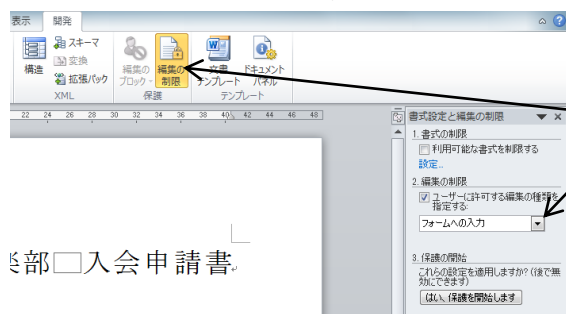 表示 開発
構造
スキーマ
変換
拡張パック
XML
編集の
ブロック
編集の
制限
保護
文書
テンプレート
ドキュメント
パネル
テンプレート
22 24 26 28 30 32 34 36 38 40 42 44 46 48
書式設定と編集の制限
1. 書式の制限
利用可能な書式を制限する
設定...
2. 編集の制限
ユーザーに許可する編集の種類を
指定する:
フォームへの入力
3. 保護の開始
これらの設定を適用しますか? (後で無
効にできます)
はい、保護を開始します
部□入会申請書